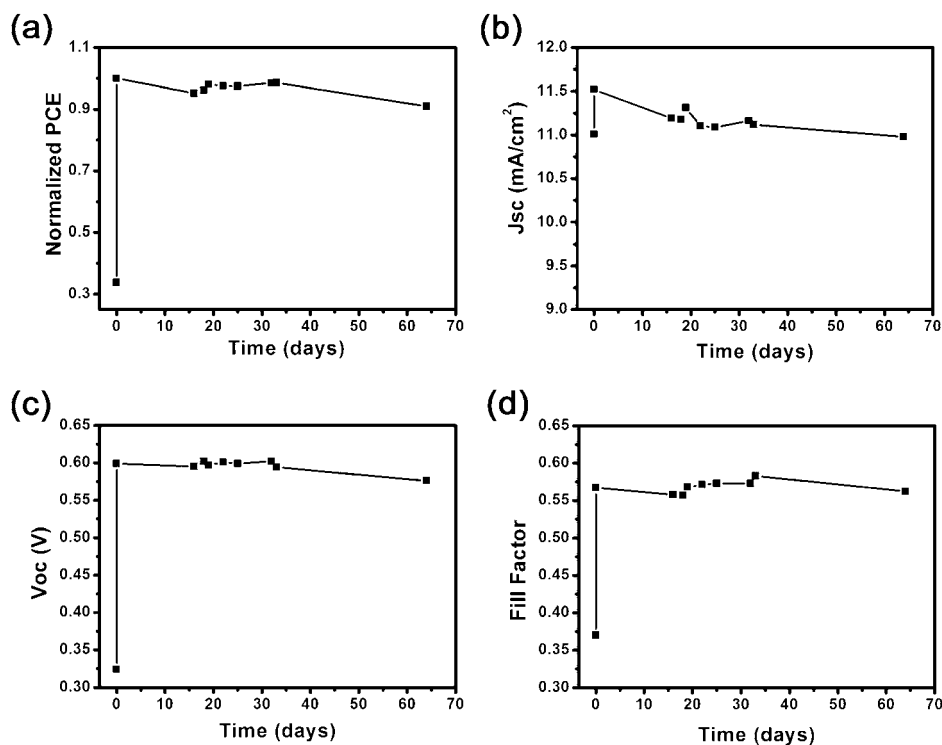 (a)
1.1
0.9
0.7
0.5
0.3
Normalized PCE
0 10 20 30 40 50 60 70
Time (days)
(b)
12.0
11.5
11.0
10.5
10.0
9.5
9.0
Jsc (mA/cm²)
0 10 20 30 40 50 60 70
Time (days)
(c)
0.65
0.60
0.55
0.50
0.45
0.40
0.35
0.30
Voc (V)
0 10 20 30 40 50 60 70
Time (days)
(d)
0.65
0.60
0.55
0.50
0.45
0.40
0.35
0.30
Fill Factor
0 10 20 30 40 50 60 70
Time (days)